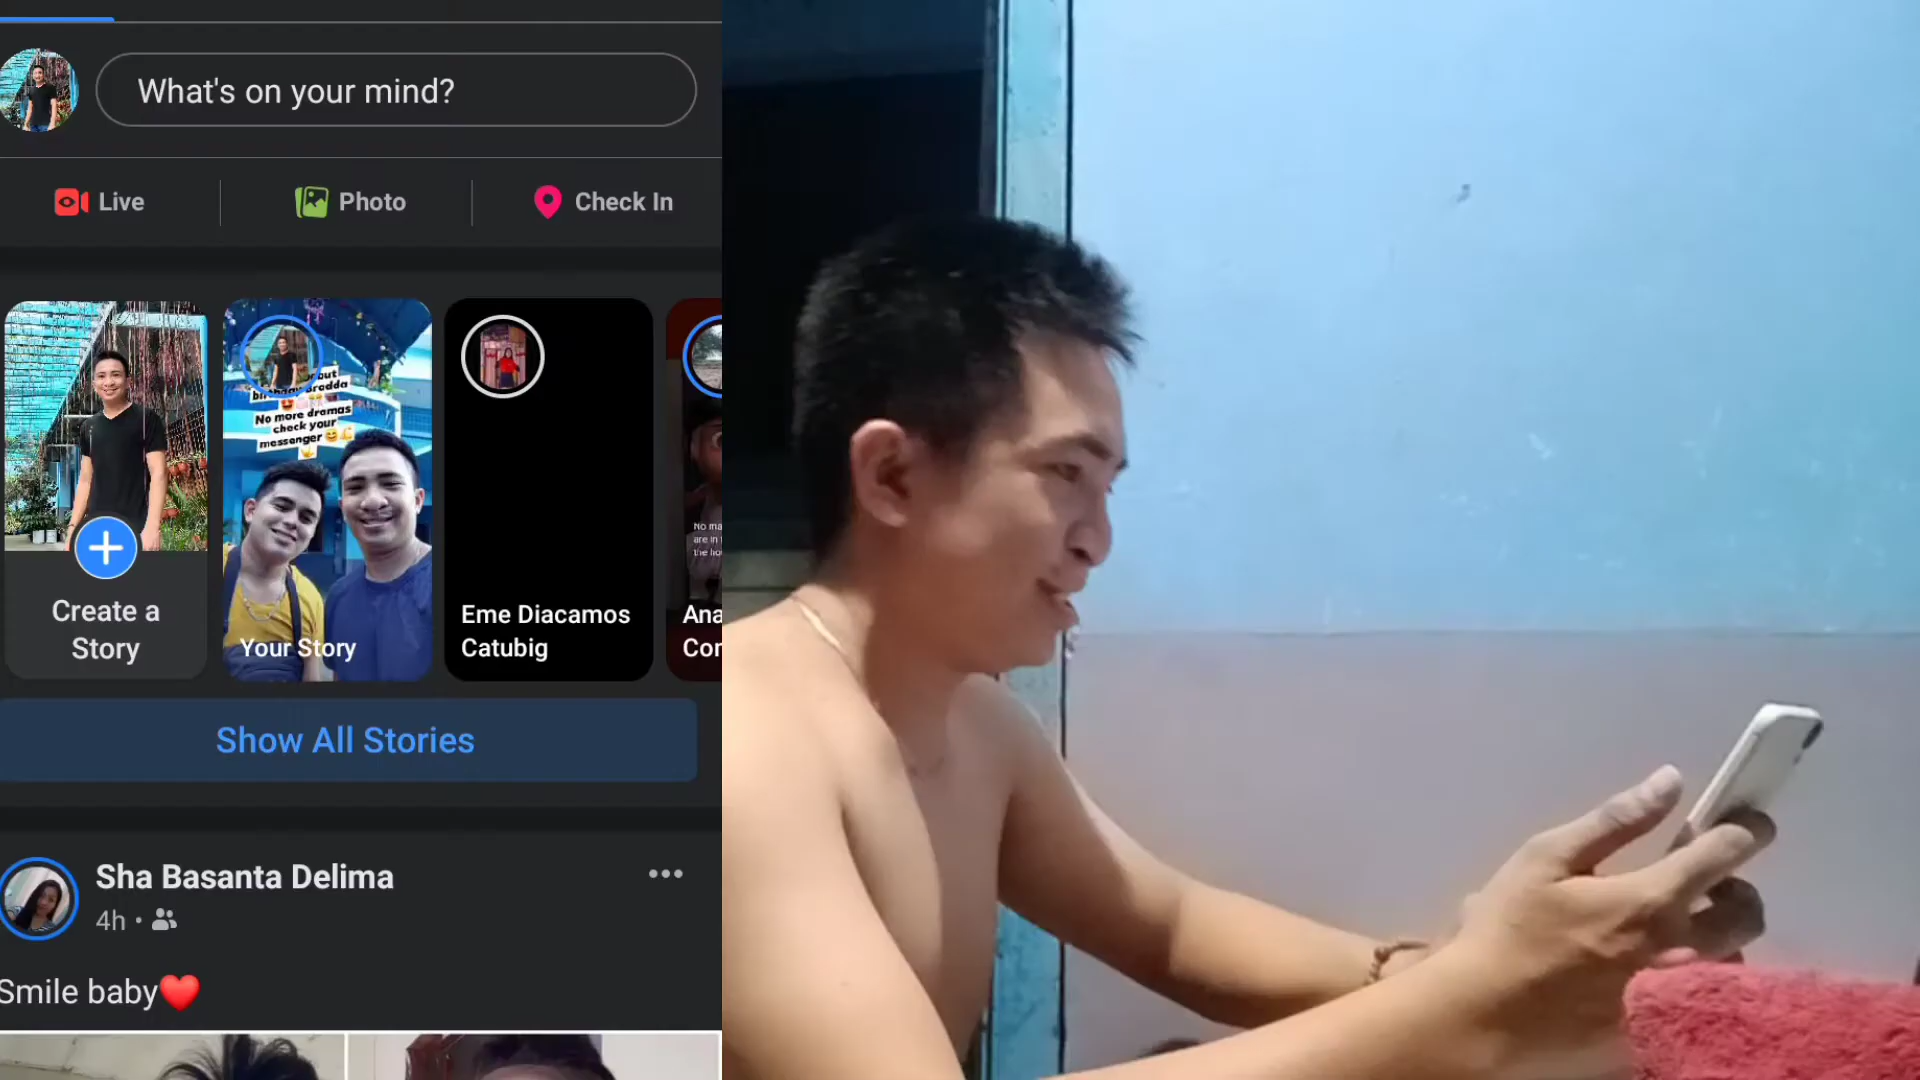 What's on your mind?
Live
Photo
Check In
No more dramas
check your
messenger
Create a
Story
Your Story
Eme Diacamos
Catubig
Ana
Show All Stories
Sha Basanta Delima
4h
Smile baby❤️